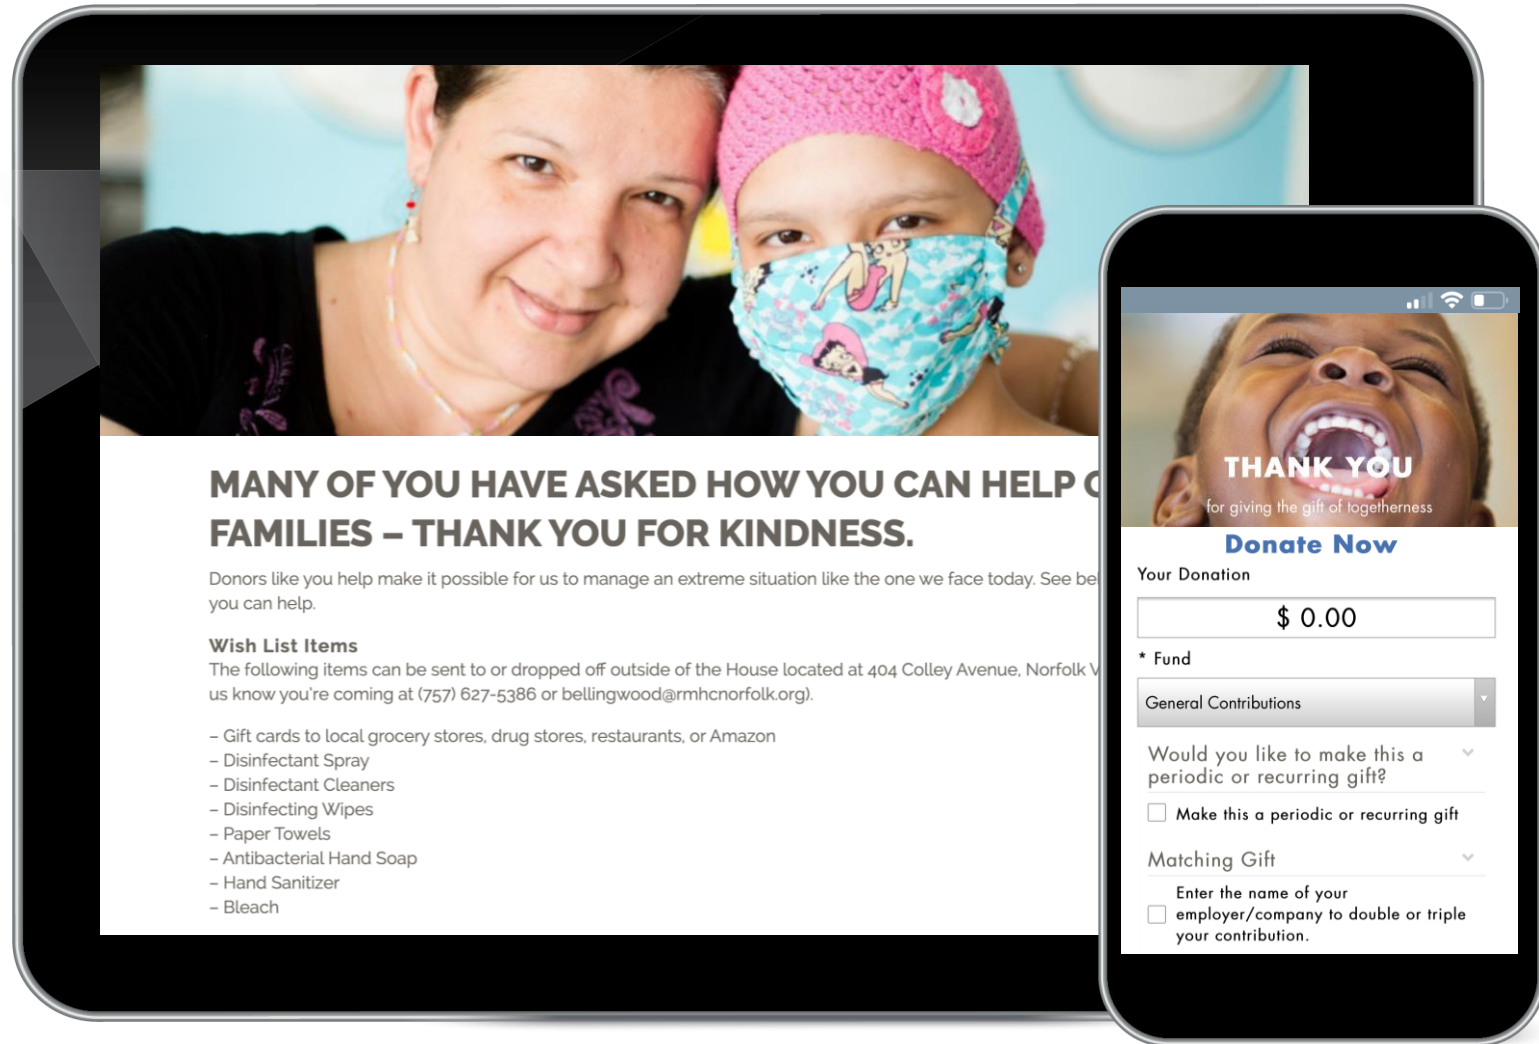 MANY OF YOU HAVE ASKED HOW YOU CAN HELP
FAMILIES – THANK YOU FOR KINDNESS.
Donors like you help make it possible for us to manage an extreme situation like the one we face today. See
you can help.
Wish List Items
The following items can be sent to or dropped off outside of the House located at 404 Colley Avenue, Norfolk
us know you're coming at (757) 627-5386 or bellingwood@rmhcnorfolk.org).
– Gift cards to local grocery stores, drug stores, restaurants, or Amazon
– Disinfectant Spray
– Disinfectant Cleaners
– Disinfecting Wipes
– Paper Towels
– Antibacterial Hand Soap
– Hand Sanitizer
– Bleach
THANK YOU
for giving the gift of togetherness
Donate Now
Your Donation
$ 0.00
* Fund
General Contributions
Would you like to make this a
periodic or recurring gift?
Make this a periodic or recurring gift
Matching Gift
Enter the name of your
employer/company to double or triple
your contribution.